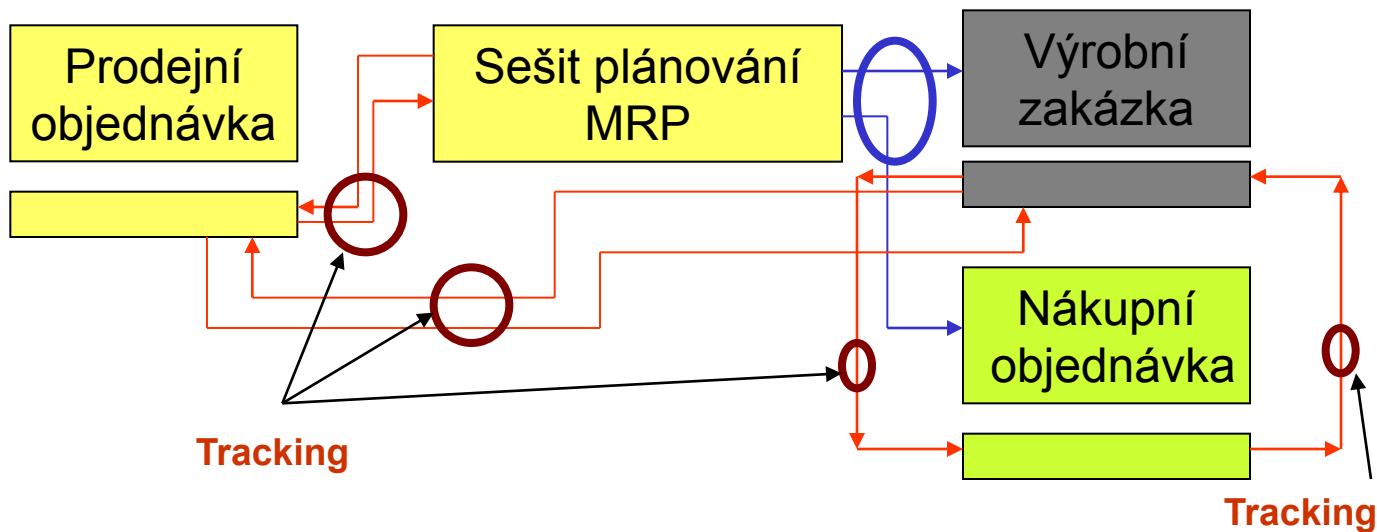 Prodejní
objednávka
Sešit plánování
MRP
Výrobní
zakázka
Nákupní
objednávka
Tracking
Tracking